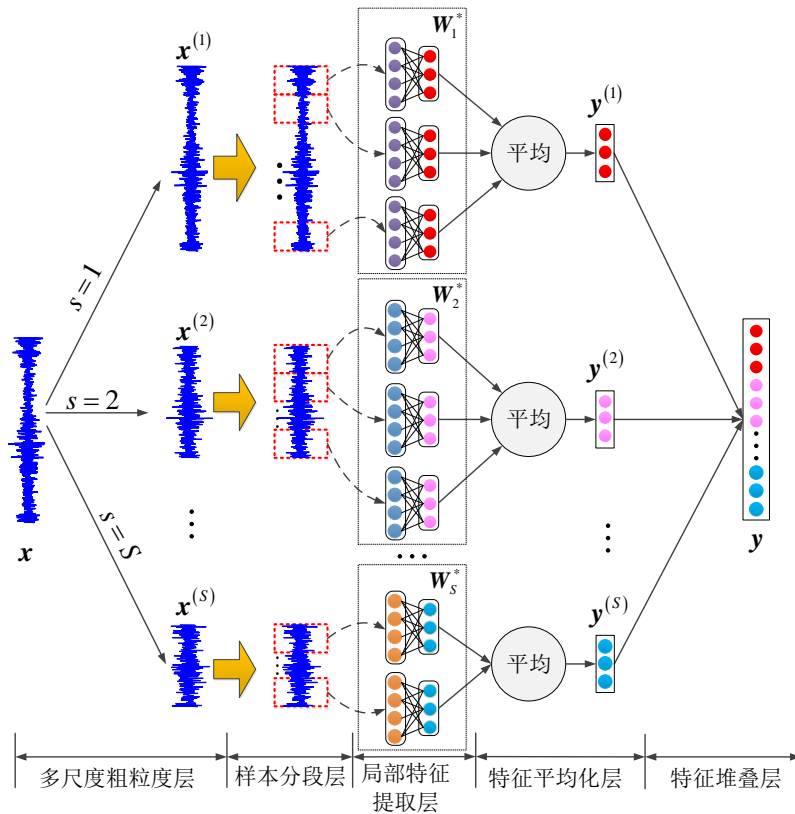 W₁*
x⁽¹⁾
y⁽¹⁾
平均
s=1
W₂*
x⁽²⁾
y⁽²⁾
s=2
平均
s=S
x
y
W_S*
x⁽ˢ⁾
y⁽ˢ⁾
平均
多尺度粗粒度层
样本分段层
局部特征
提取层
特征平均化层
特征堆叠层